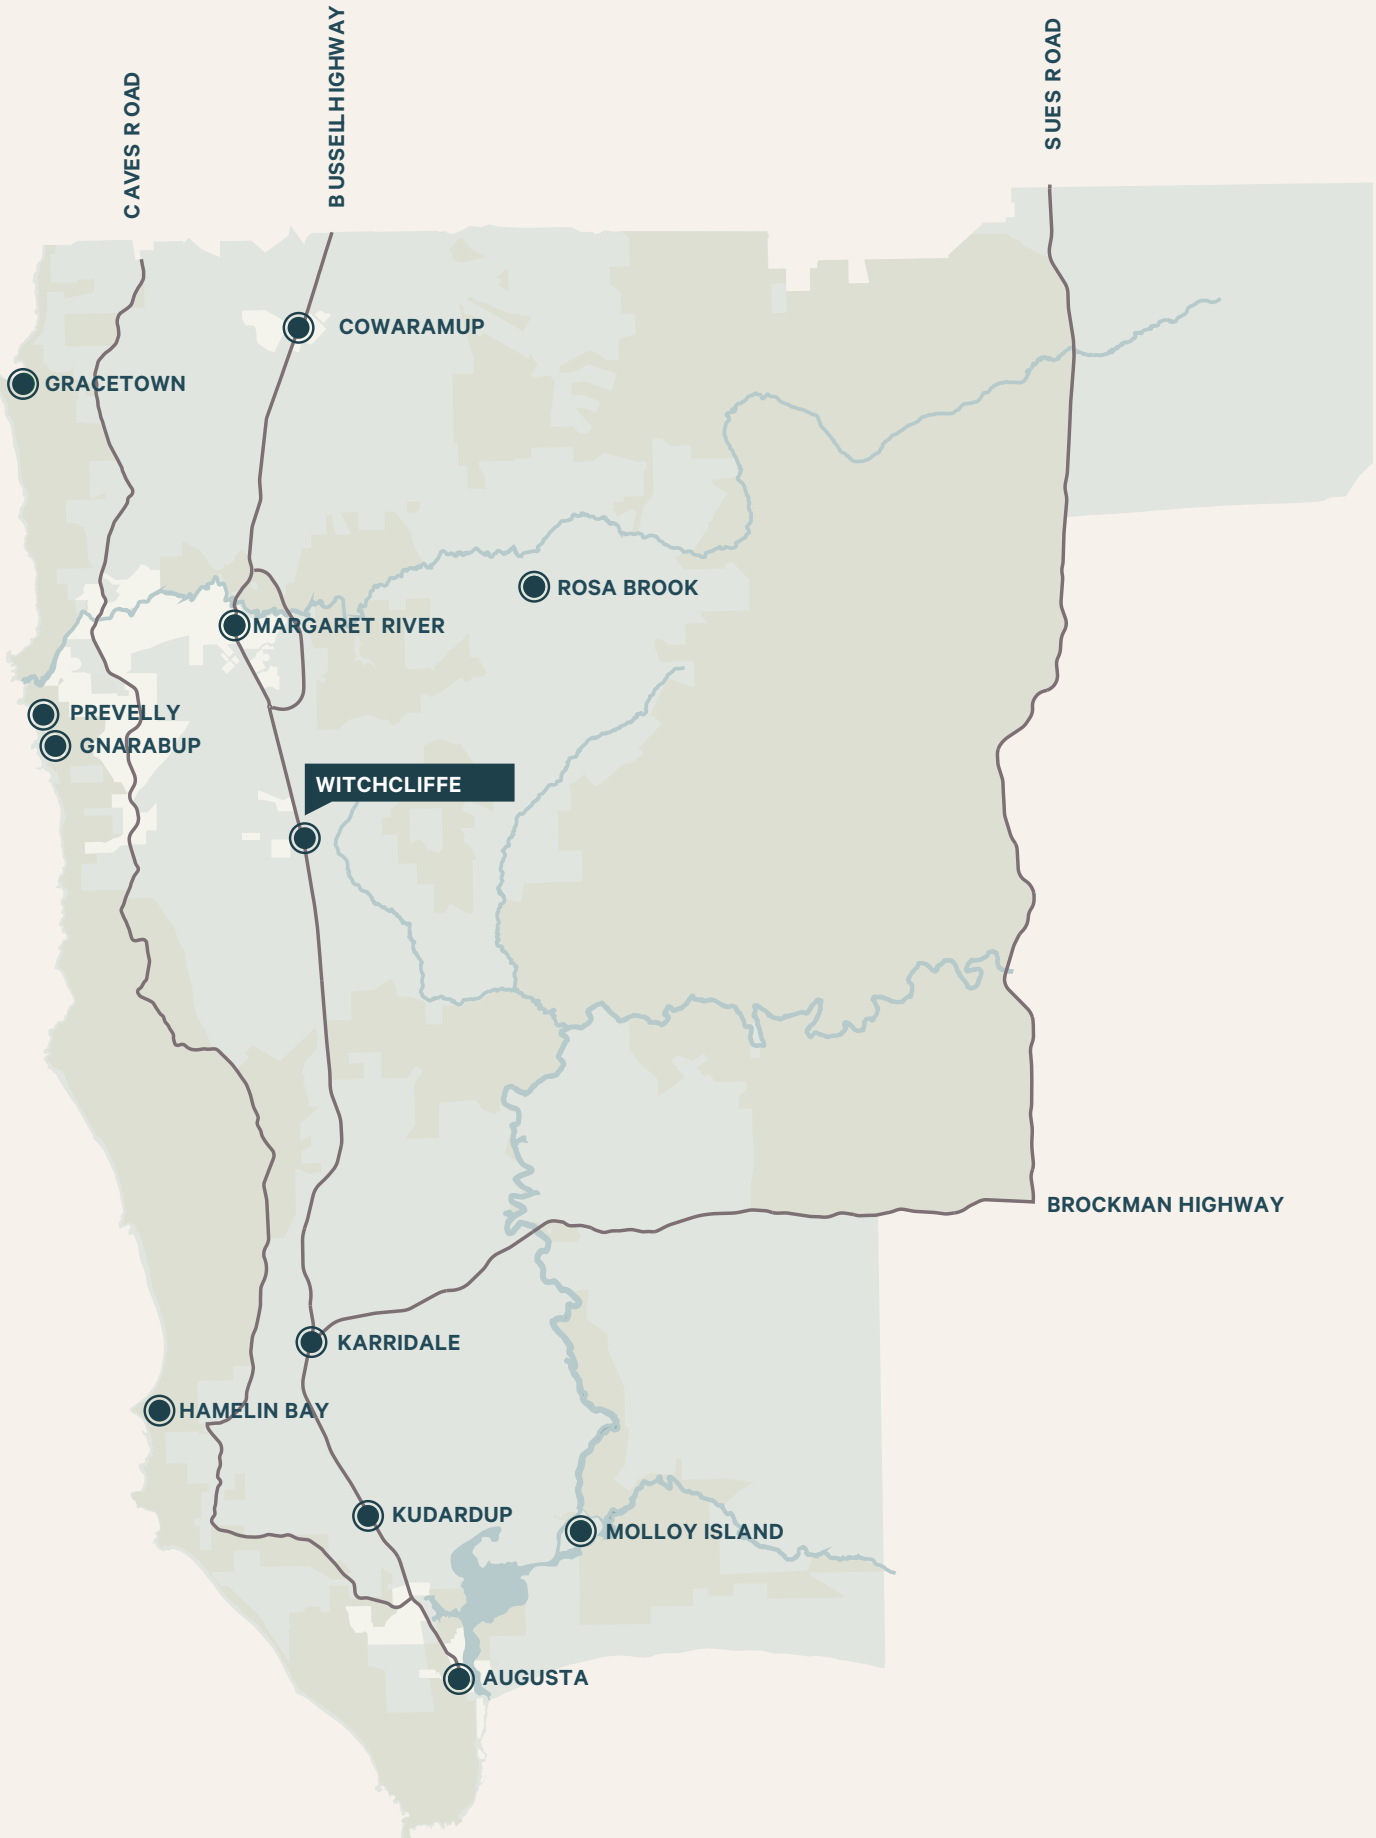 BUSSELL HIGHWAY
SUES ROAD
CAVES ROAD
COWARAMUP
GRACETOWN
ROSA BROOK
MARGARET RIVER
PREVELLY
GNARABUP
WITCHCLIFFE
BROCKMAN HIGHWAY
KARRIDALE
HAMELIN BAY
KUDARDUP
MOLLOY ISLAND
AUGUSTA